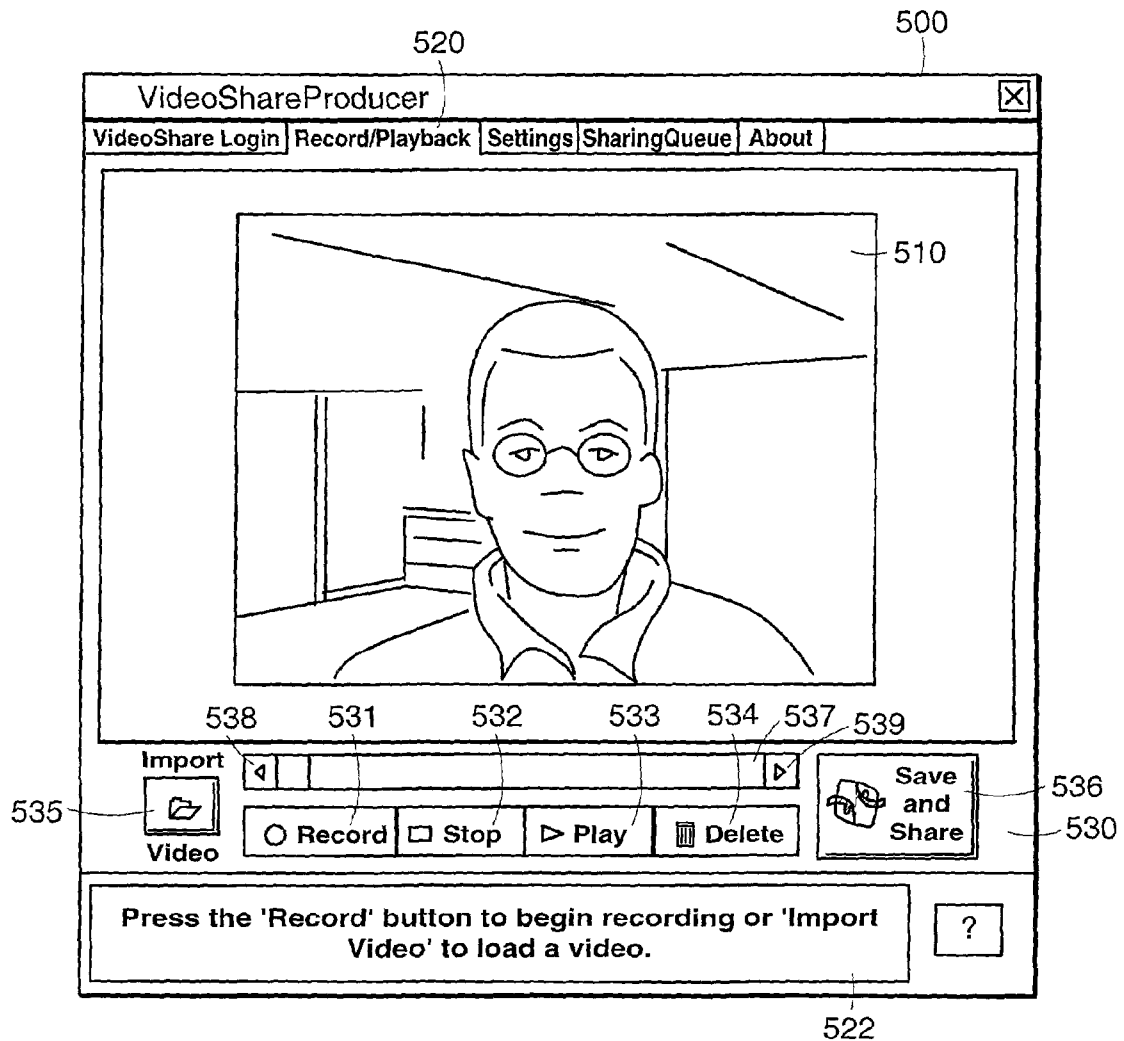 500
520
VideoShareProducer
VideoShare Login Record/Playback Settings SharingQueue About
510
538 531 532 533 534 537 539
Import
Video
535
Record Stop Play Delete
Save
and
Share
536
530
Press the 'Record' button to begin recording or 'Import
Video' to load a video.
?
522